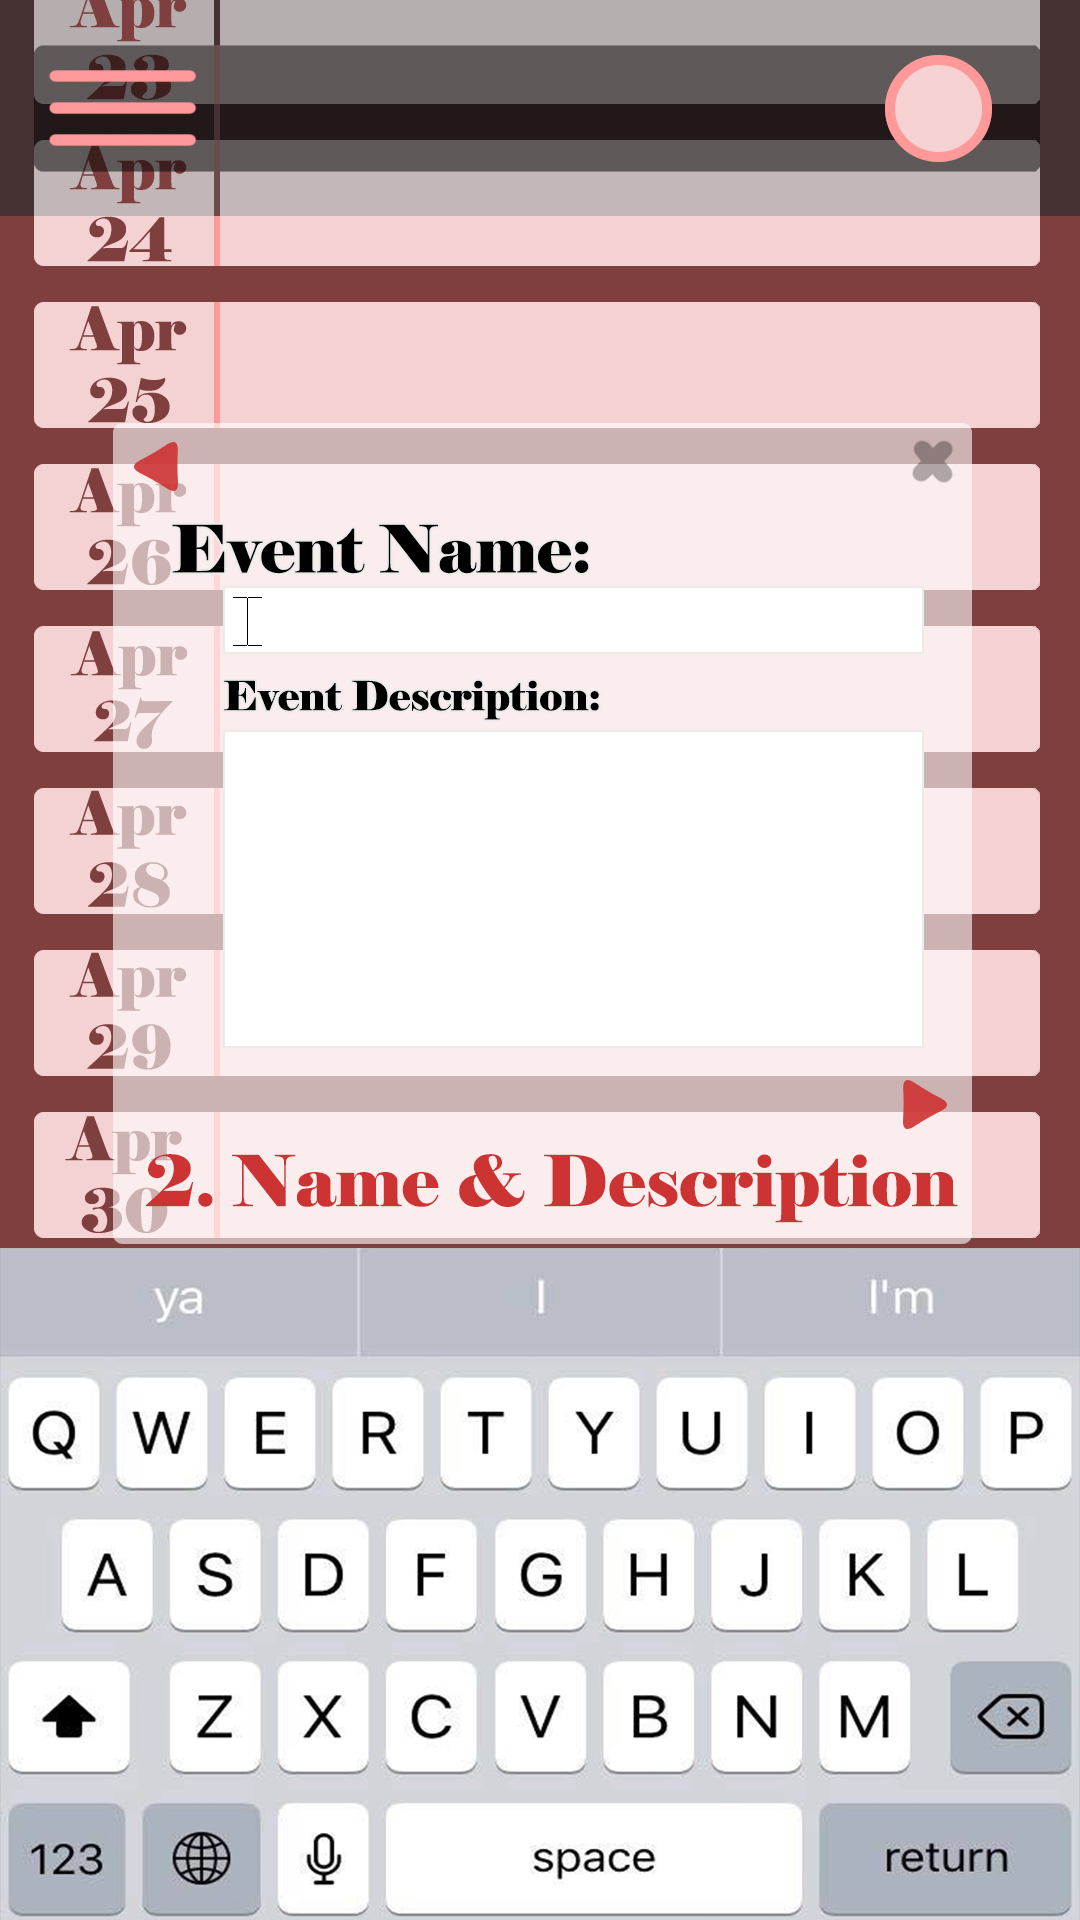 Apr
23
Apr
24
Apr
25
Apr
26
Event Name:
Apr
27
Event Description:
Apr
28
Apr
29
Apr
30
2. Name & Description
ya I I'm
Q W E R T Y U I O P
A S D F G H J K L
Z X C V B N M
123 space return